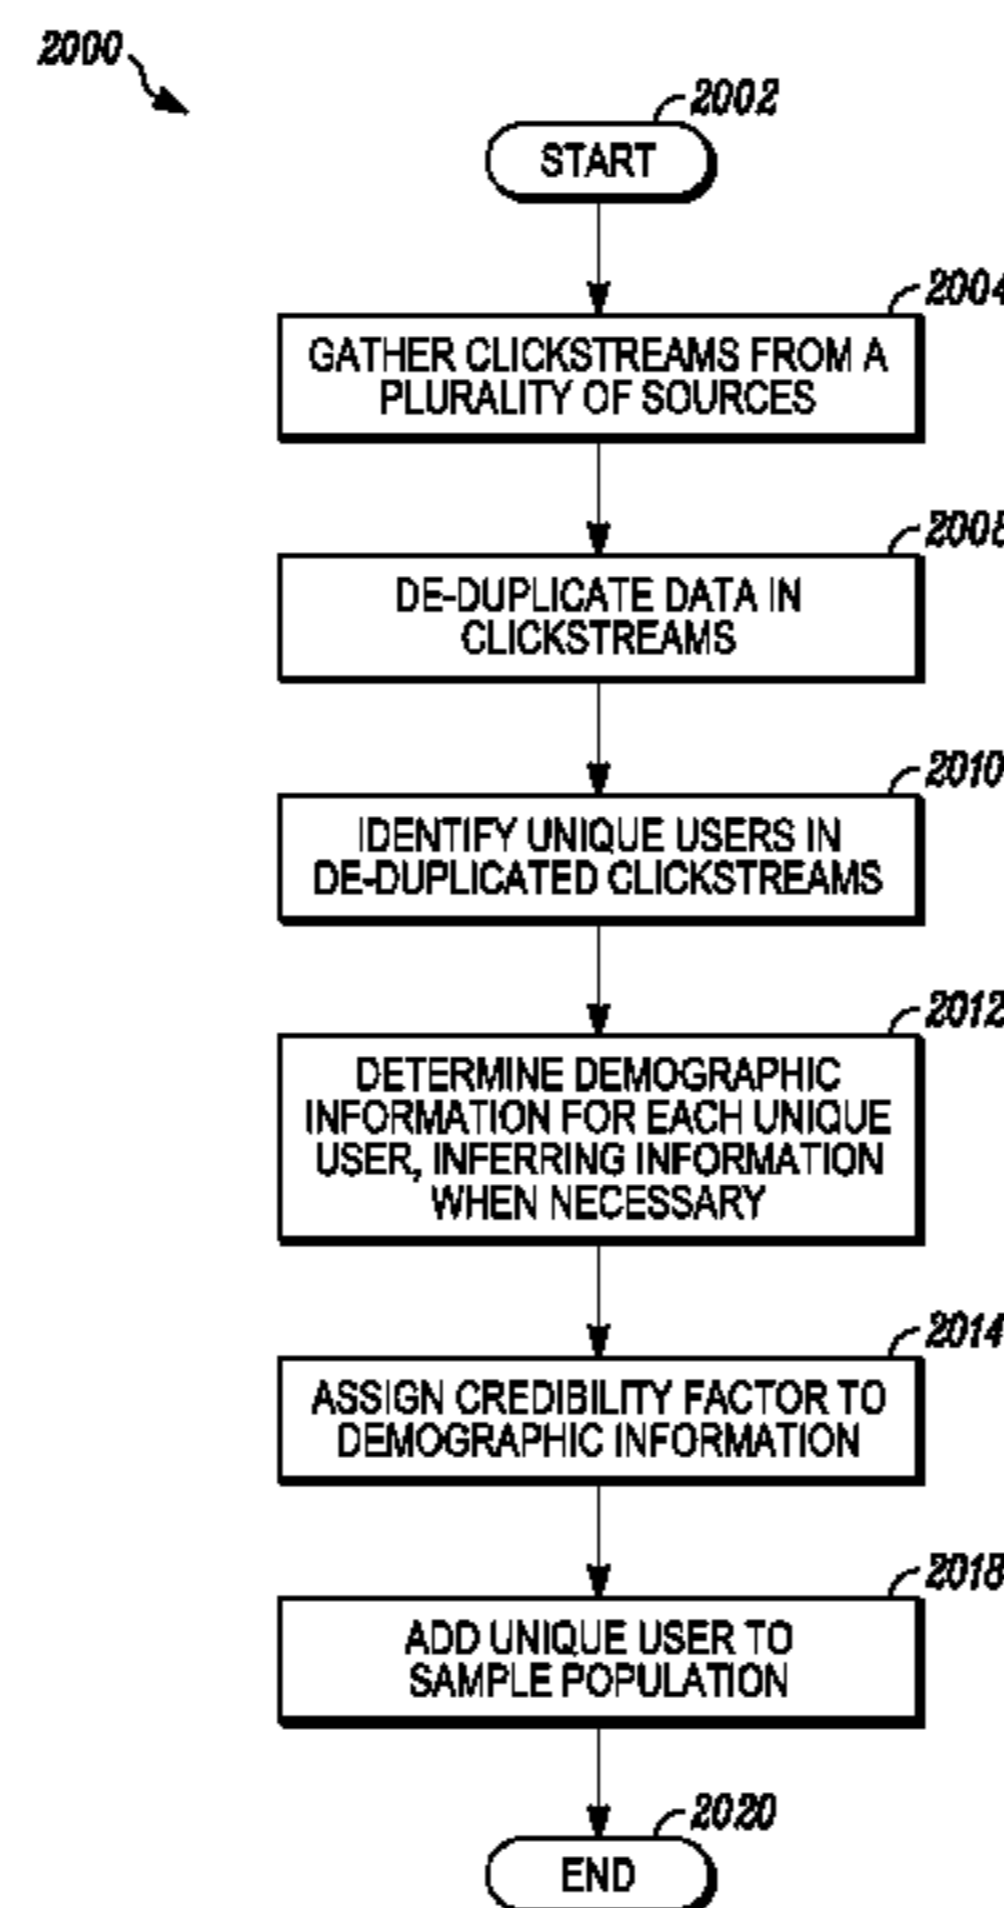 2000
2002
START
2004
GATHER CLICKSTREAMS FROM A
PLURALITY OF SOURCES
2008
DE-DUPLICATE DATA IN
CLICKSTREAMS
2010
IDENTIFY UNIQUE USERS IN
DE-DUPLICATED CLICKSTREAMS
2012
DETERMINE DEMOGRAPHIC
INFORMATION FOR EACH UNIQUE
USER, INFERRING INFORMATION
WHEN NECESSARY
2014
ASSIGN CREDIBILITY FACTOR TO
DEMOGRAPHIC INFORMATION
2018
ADD UNIQUE USER TO
SAMPLE POPULATION
2020
END